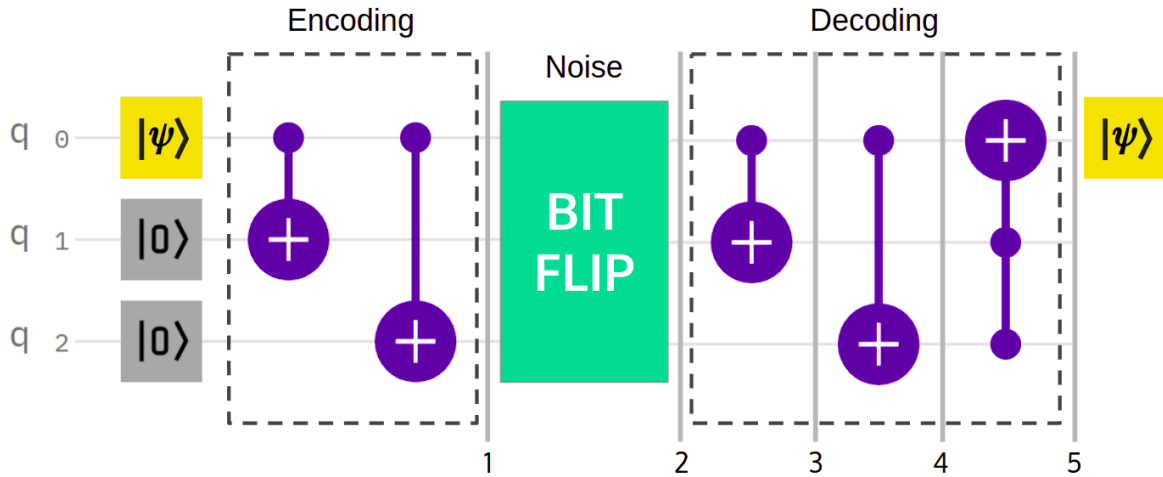 Encoding
Decoding
Noise
q 0 |ψ⟩
BIT
FLIP
|ψ⟩
q 1 |0⟩
q 2 |0⟩
1 2 3 4 5